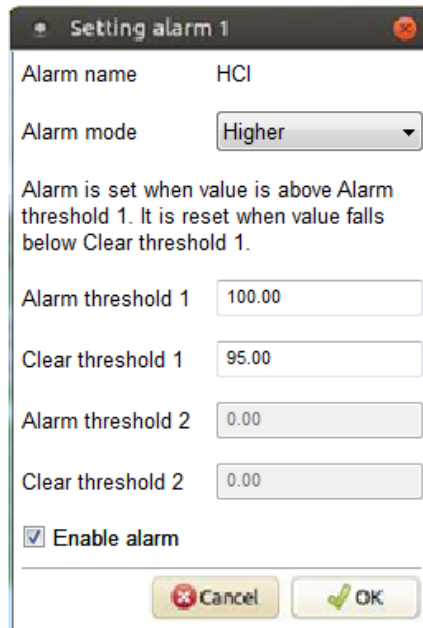 Setting alarm 1
Alarm name HCl
Alarm mode Higher
Alarm is set when value is above Alarm
threshold 1. It is reset when value falls
below Clear threshold 1.
Alarm threshold 1 100.00
Clear threshold 1 95.00
Alarm threshold 2 0.00
Clear threshold 2 0.00
Enable alarm
Cancel OK